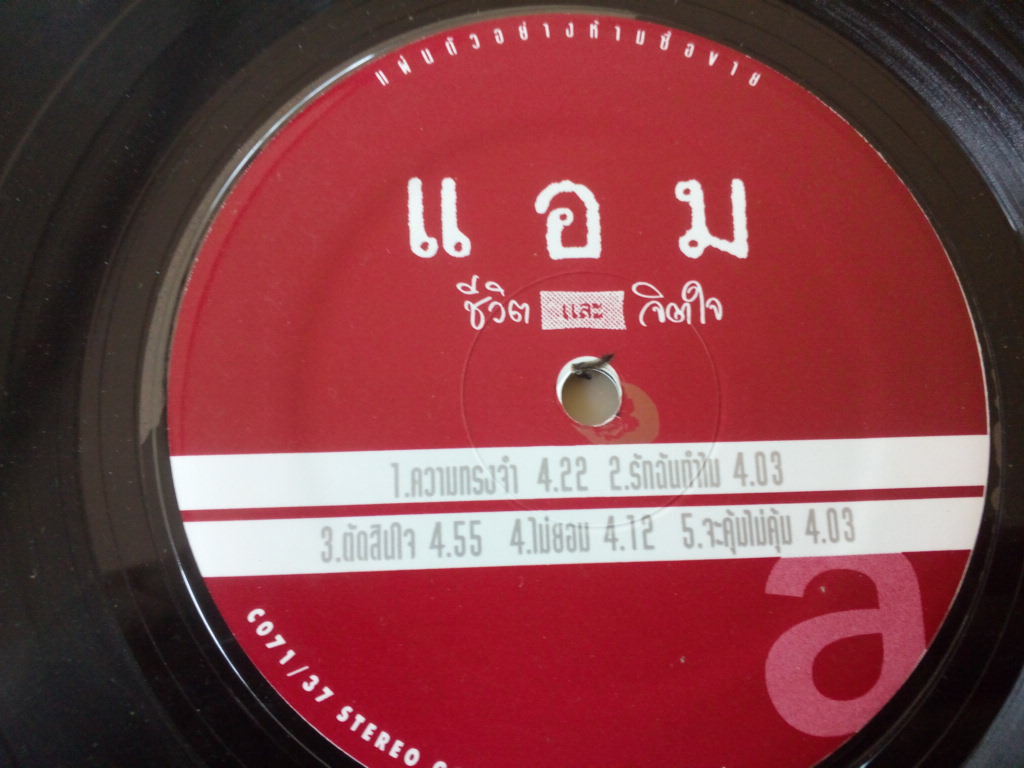 แผ่นตัวอย่างห้ามซื้อขาย
แอม
ชีวิต และ จิตใจ
1.ความทรงจำ 4.22 2.รักฉันทำไม 4.03
3.ตัดสินใจ 4.55 4.ไม่ยอม 4.12 5.จะคุ้มไม่คุ้ม 4.03
a
C071/37 STEREO